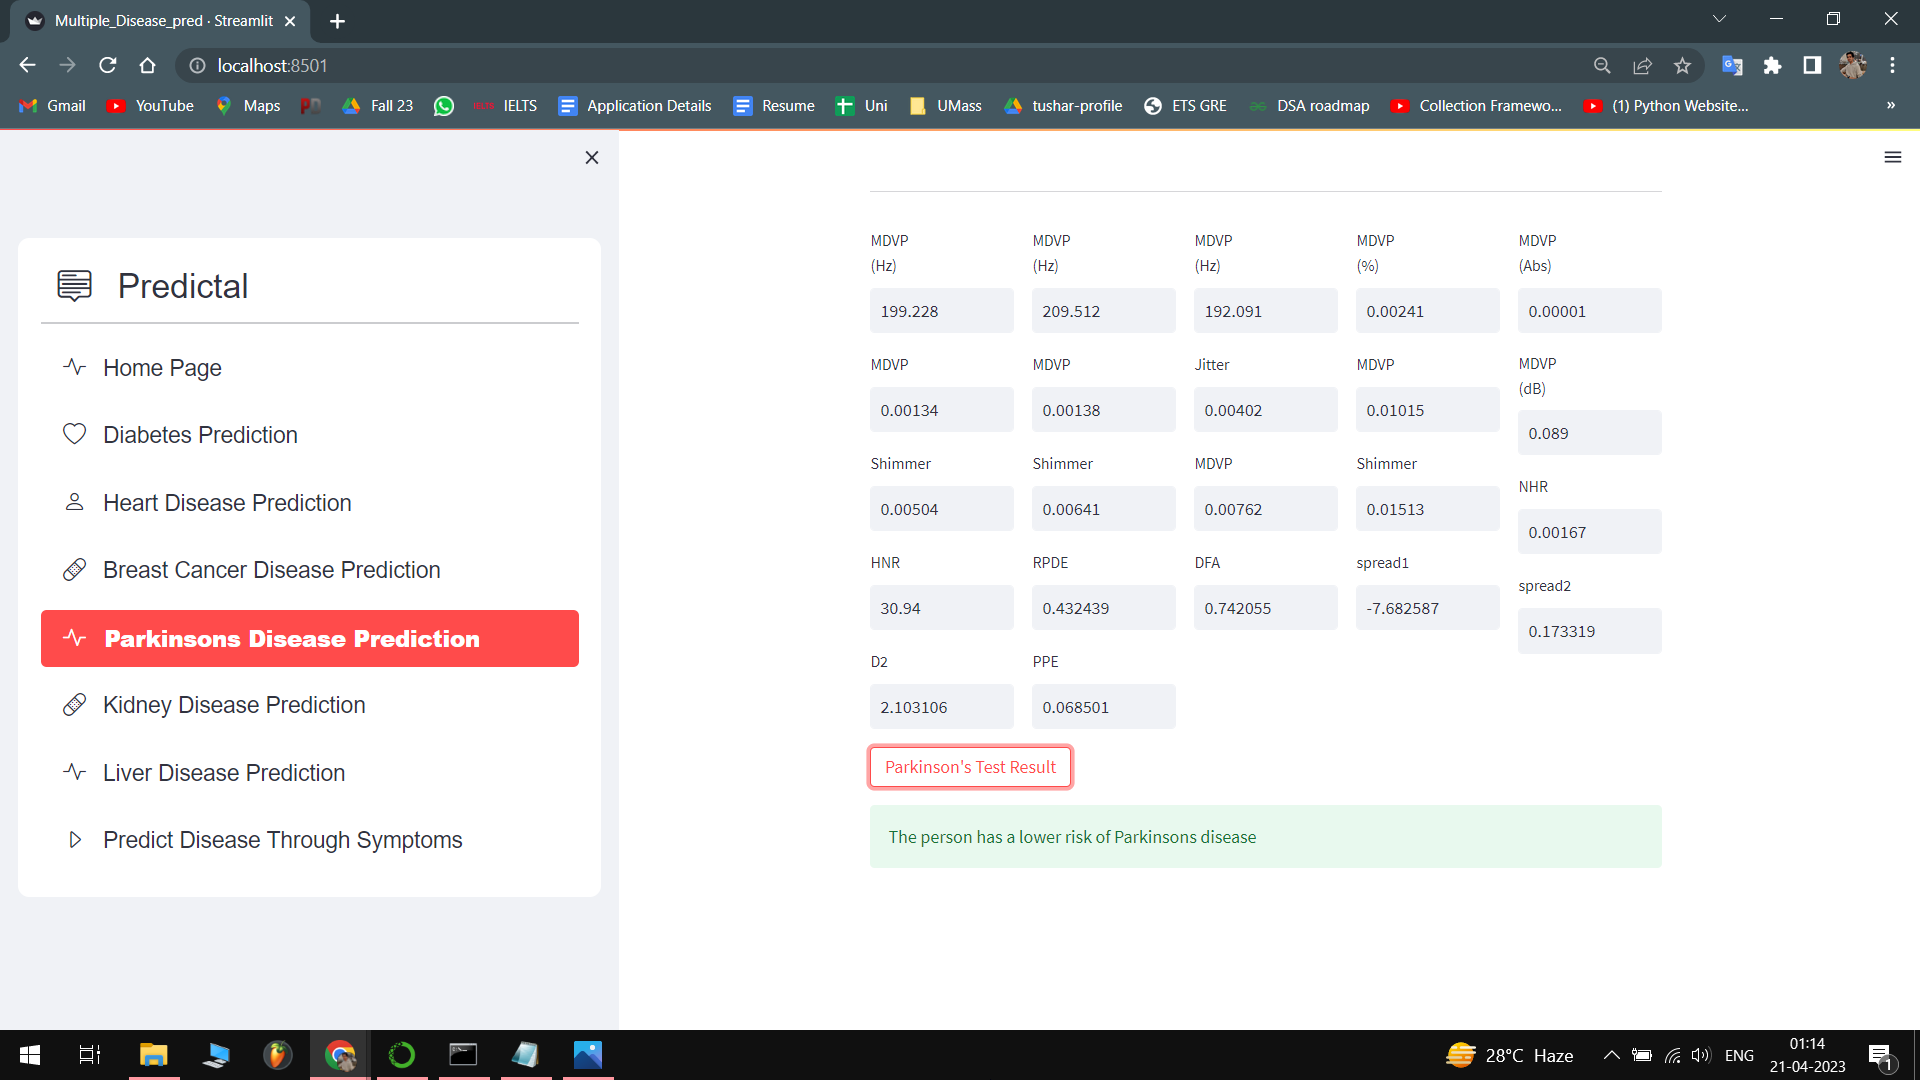 Multiple_Disease_pred · Streamlit
localhost:8501
Gmail YouTube Maps Fall 23 IELTS Application Details Resume Uni UMass tushar-profile ETS GRE DSA roadmap Collection Framewo... (1) Python Website... »
Predictal
Home Page
Diabetes Prediction
Heart Disease Prediction
Breast Cancer Disease Prediction
Parkinsons Disease Prediction
Kidney Disease Prediction
Liver Disease Prediction
Predict Disease Through Symptoms
MDVP MDVP MDVP MDVP MDVP
(Hz) (Hz) (Hz) (%) (Abs)
199.228 209.512 192.091 0.00241 0.00001
MDVP MDVP Jitter MDVP MDVP
(dB)
0.00134 0.00138 0.00402 0.01015 0.089
Shimmer Shimmer MDVP Shimmer NHR
0.00504 0.00641 0.00762 0.01513 0.00167
HNR RPDE DFA spread1 spread2
30.94 0.432439 0.742055 -7.682587 0.173319
D2 PPE
2.103106 0.068501
Parkinson's Test Result
The person has a lower risk of Parkinsons disease
28°C Haze ENG 01:14
21-04-2023
1